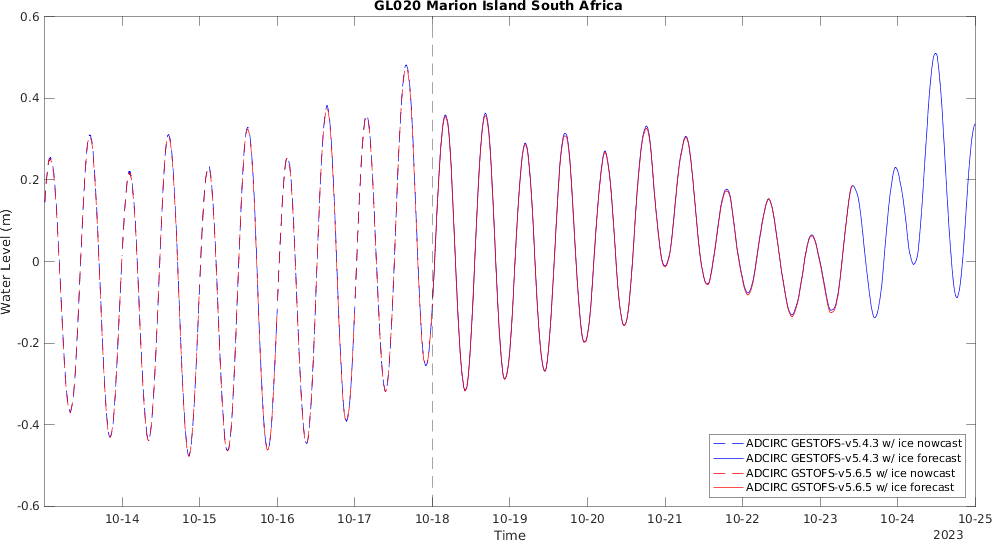 GL020 Marion Island South Africa
Water Level (m)
0.6
0.4
0.2
0
-0.2
-0.4
-0.6
ADCIRC GESTOFS-v5.4.3 w/ ice nowcast
ADCIRC GESTOFS-v5.4.3 w/ ice forecast
ADCIRC GSTOFS-v5.6.5 w/ ice nowcast
ADCIRC GSTOFS-v5.6.5 w/ ice forecast
10-14 10-15 10-16 10-17 10-18 10-19 10-20 10-21 10-22 10-23 10-24 10-25
Time
2023